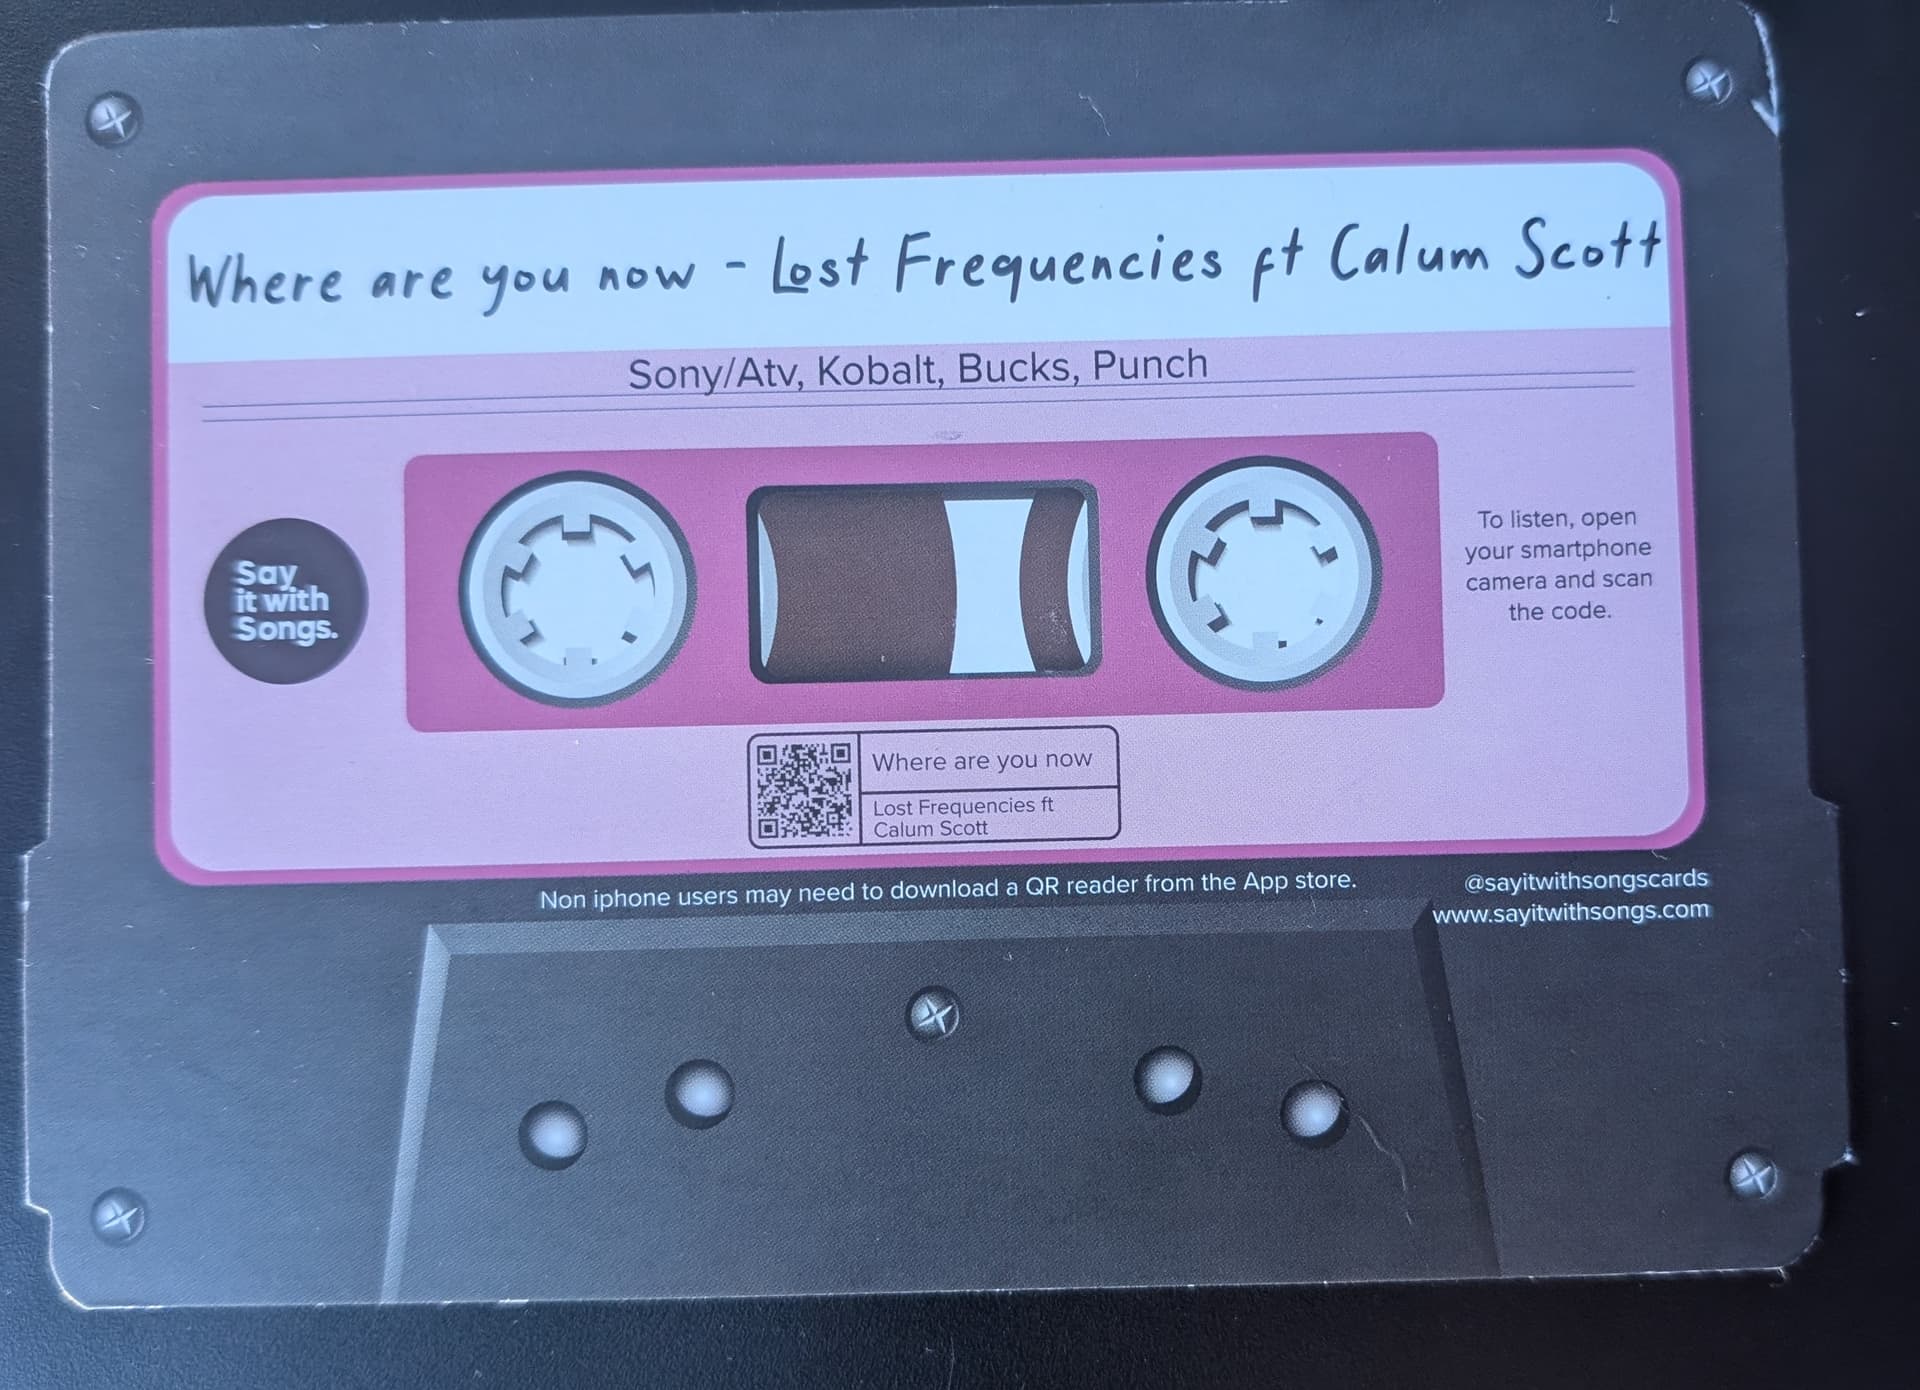 Where are you now - Lost Frequencies ft Calum Scott
Sony/Atv, Kobalt, Bucks, Punch
Say
it with
Songs.
To listen, open
your smartphone
camera and scan
the code.
Where are you now
Lost Frequencies ft
Calum Scott
Non iphone users may need to download a QR reader from the App store.
@sayitwithsongscards
www.sayitwithsongs.com